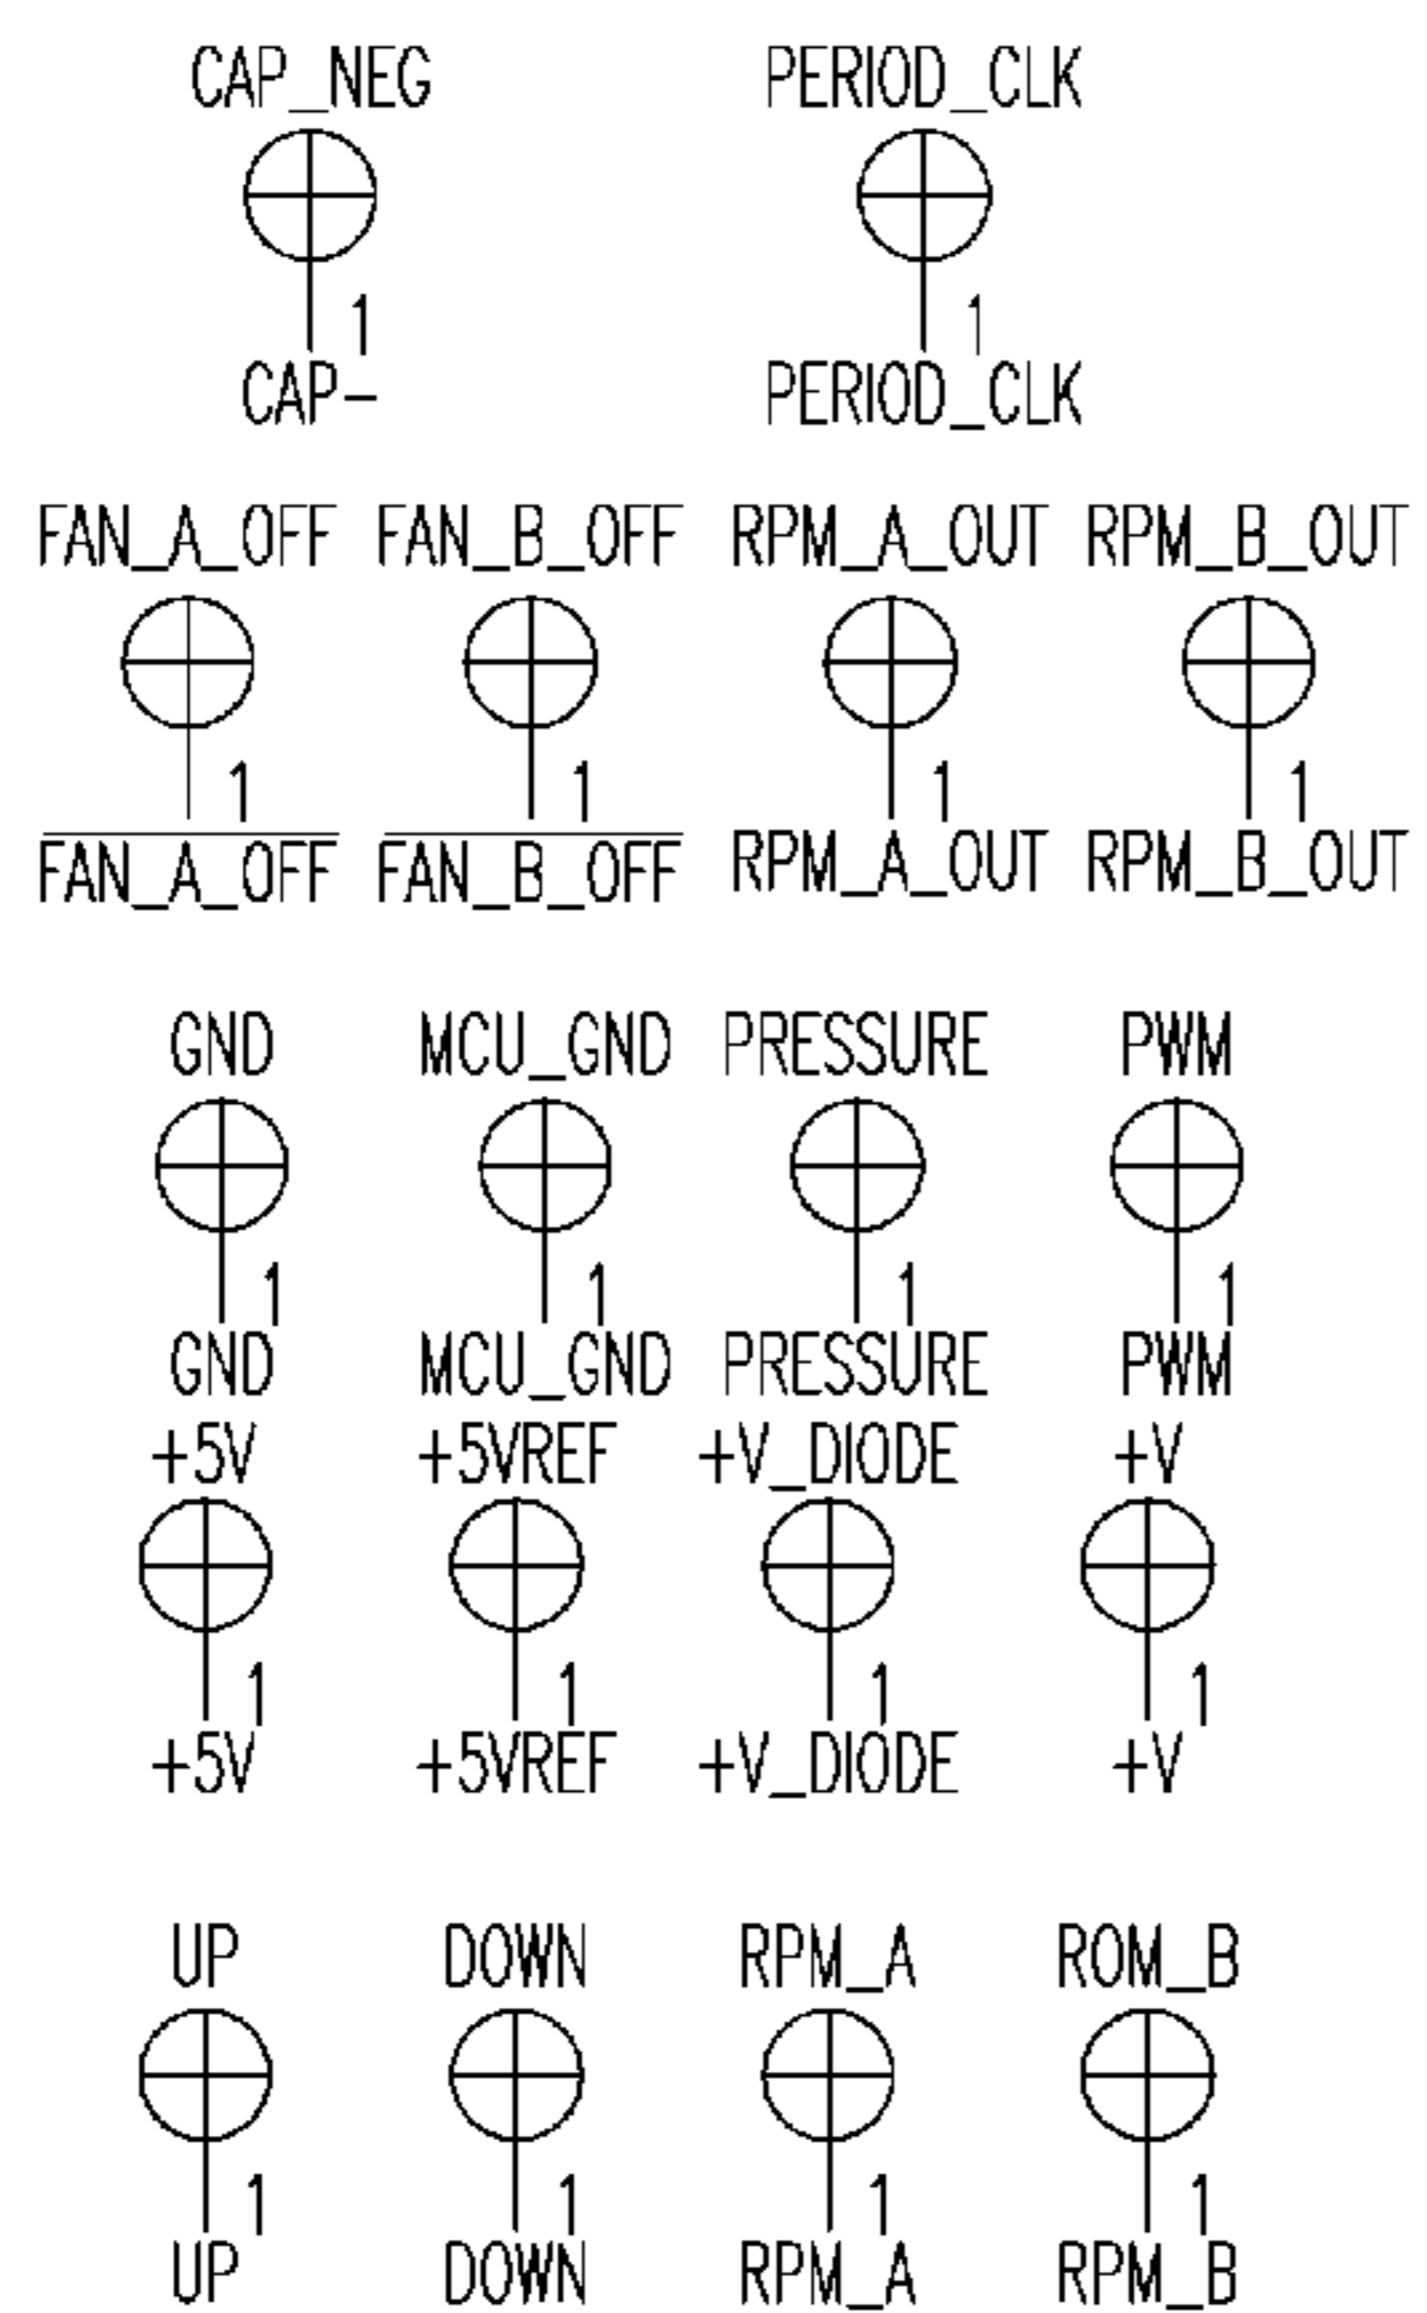 CAP_NEG PERIOD_CLK
1 1
CAP- PERIOD_CLK
FAN_A_OFF FAN_B_OFF RPM_A_OUT RPM_B_OUT
1 1 1 1
FAN_A_OFF FAN_B_OFF RPM_A_OUT RPM_B_OUT
GND MCU_GND PRESSURE PWM
1 1 1 1
GND MCU_GND PRESSURE PWM
+5V +5VREF +V_DIODE +V
1 1 1 1
+5V +5VREF +V_DIODE +V
UP DOWN RPM_A ROM_B
1 1 1 1
UP DOWN RPM_A RPM_B